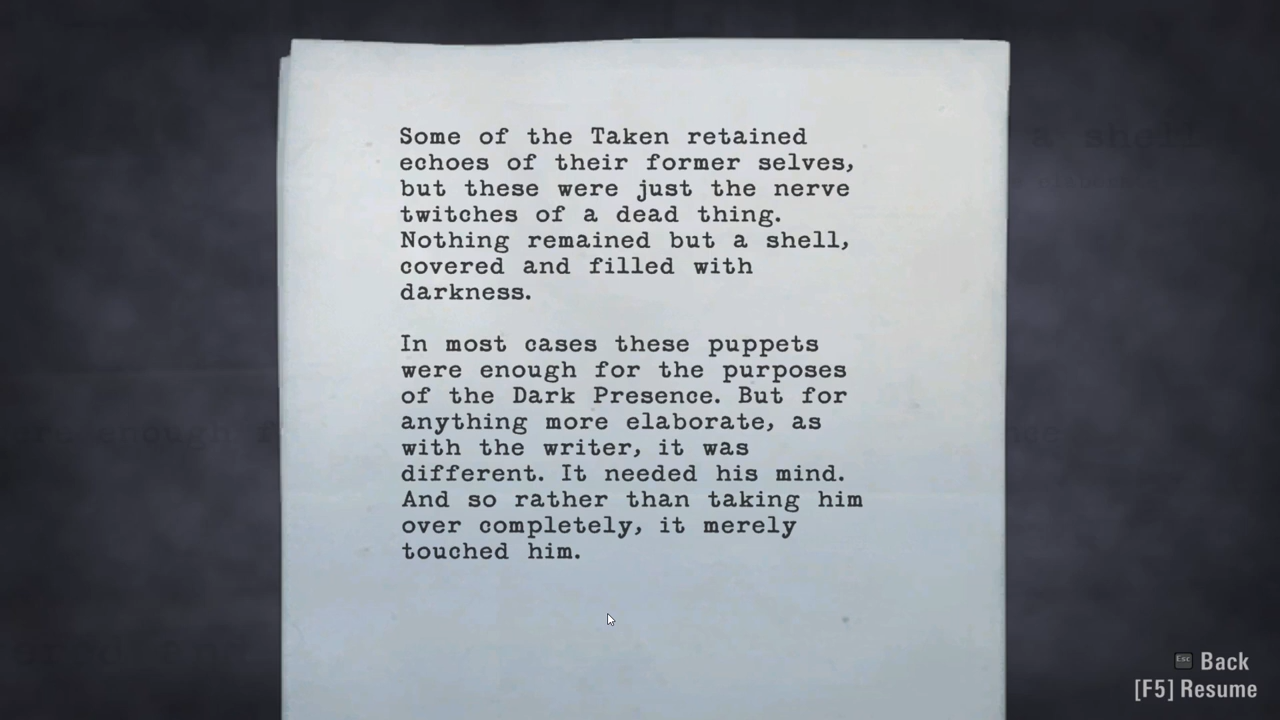 Some of the Taken retained
echoes of their former selves,
but these were just the nerve
twitches of a dead thing.
Nothing remained but a shell,
covered and filled with
darkness.
In most cases these puppets
were enough for the purposes
of the Dark Presence. But for
anything more elaborate, as
with the writer, it was
different. It needed his mind.
And so rather than taking him
over completely, it merely
touched him.
Esc Back
[F5] Resume